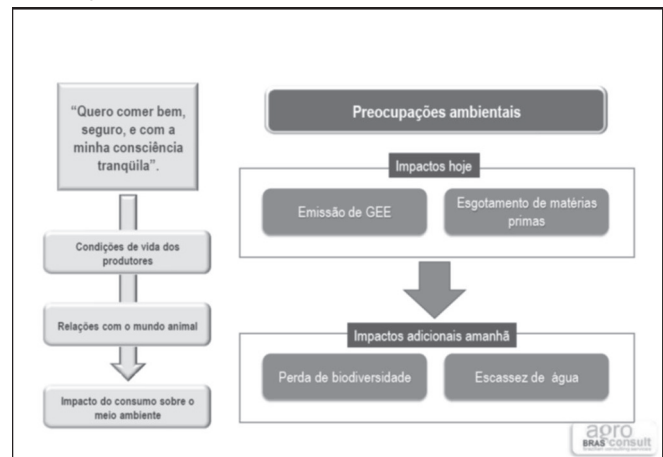 “Quero comer bem,
seguro, e com a
minha consciência
tranqüila”.
Condições de vida dos
produtores
Relações com o mundo animal
Impacto do consumo sobre o
meio ambiente
Preocupações ambientais
Impactos hoje
Emissão de GEE
Esgotamento de matérias
primas
Impactos adicionais amanhã
Perda de biodiversidade
Escassez de água
agro
BRAS consult